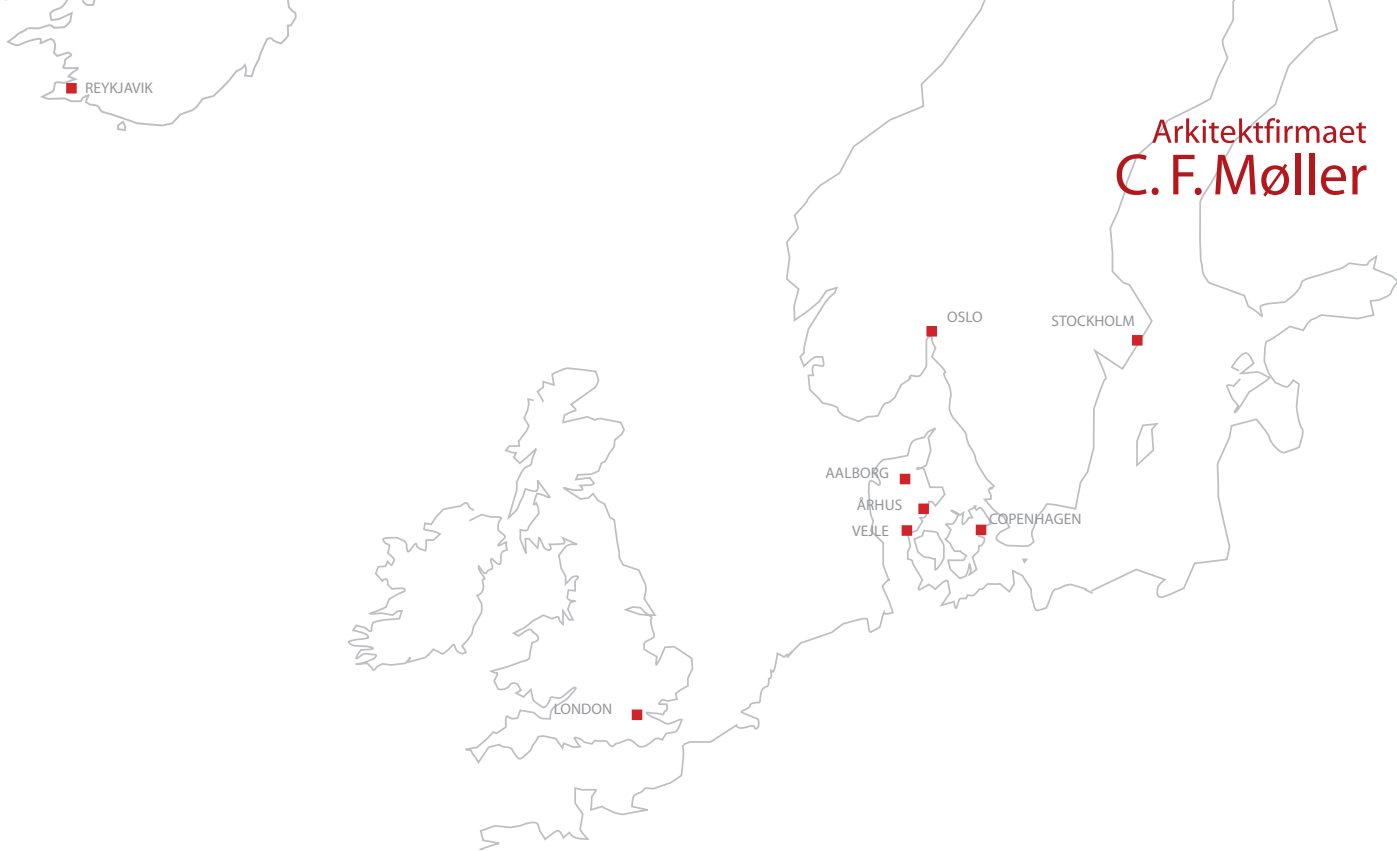 REYKJAVIK
Arkitektfirmaet
C. F. Møller
OSLO
STOCKHOLM
AALBORG
ÅRHUS
COPENHAGEN
VEJLE
LONDON